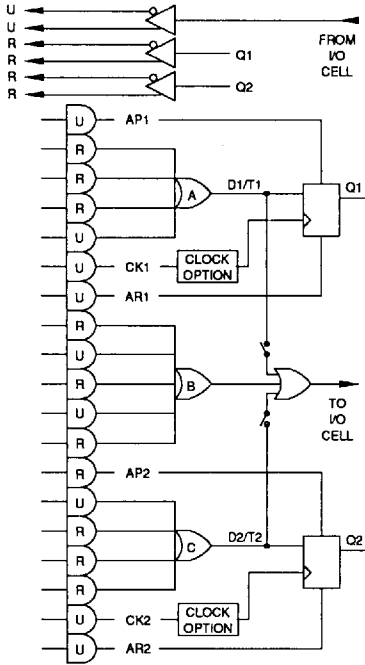 U
U
R FROM
R Q1 I/O
R CELL
R Q2
U AP1
R
R
A D1/T1 Q1
R
U
U CK1 CLOCK OPTION
U AR1
R
U
R B
TO
U I/O
R CELL
R AP2
U
R
C D2/T2 Q2
R
R
U CK2 CLOCK OPTION
U AR2